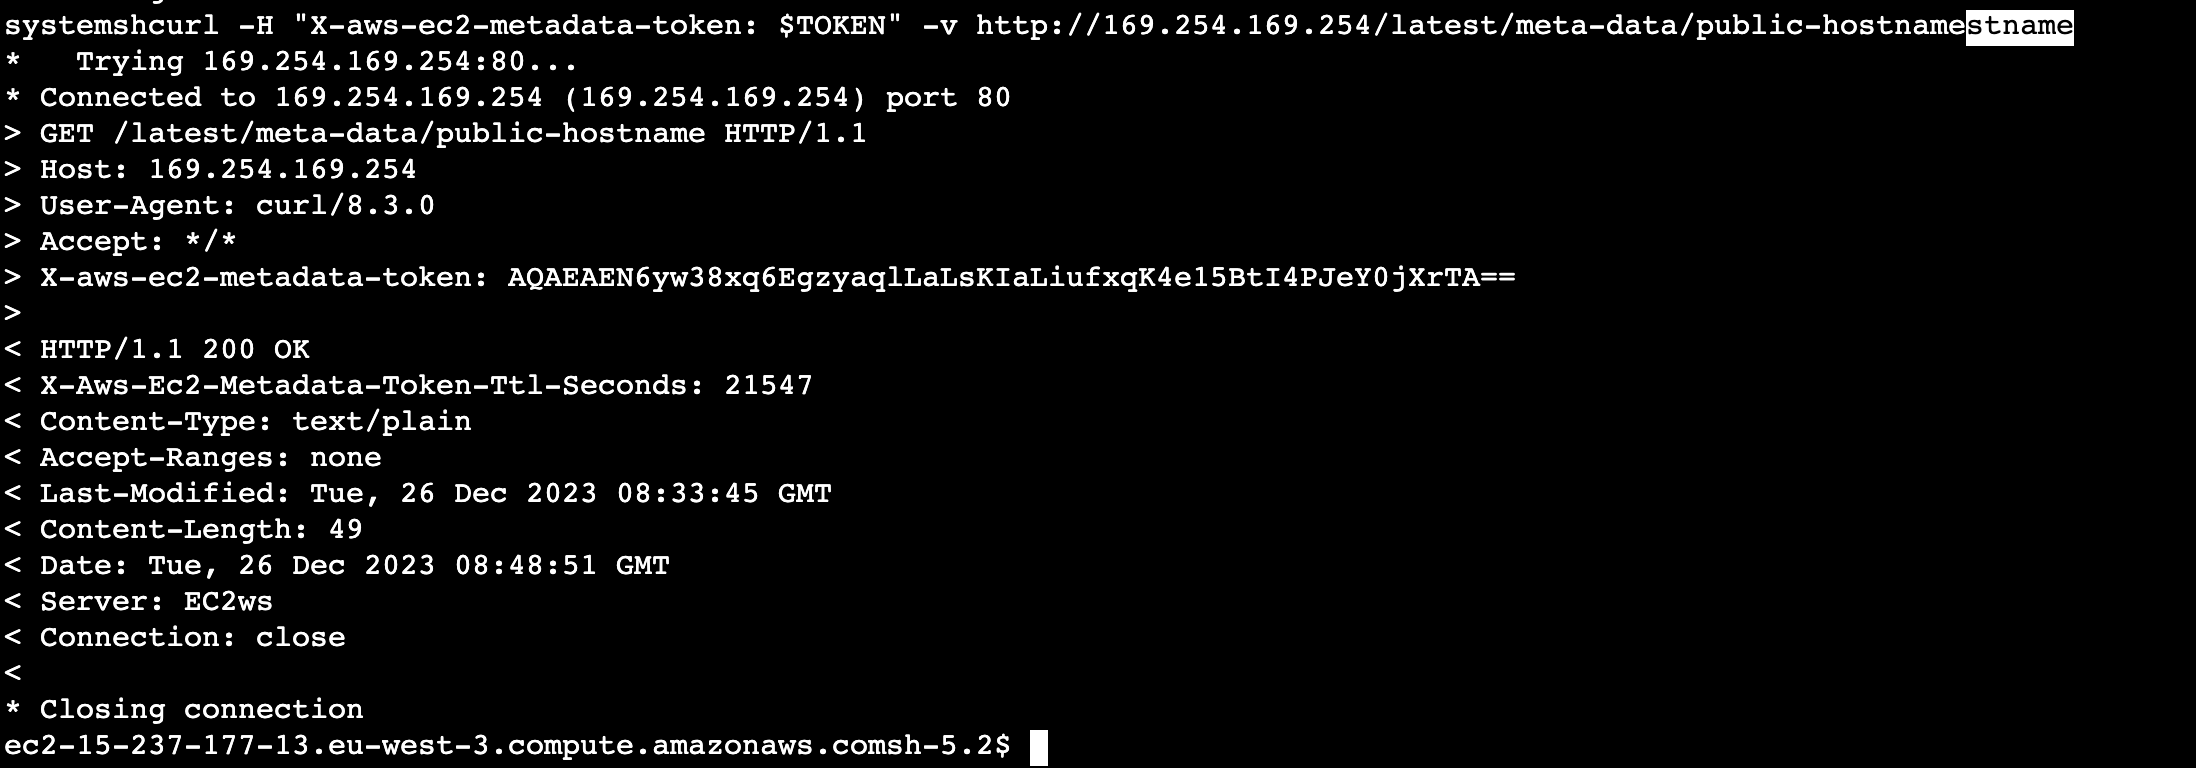 systemshcurl -H "X-aws-ec2-metadata-token: $TOKEN" -v http://169.254.169.254/latest/meta-data/public-hostnamestname
*   Trying 169.254.169.254:80...
* Connected to 169.254.169.254 (169.254.169.254) port 80
> GET /latest/meta-data/public-hostname HTTP/1.1
> Host: 169.254.169.254
> User-Agent: curl/8.3.0
> Accept: */*
> X-aws-ec2-metadata-token: AQAEAEN6yw38xq6EgzyaqlLaLsKIaLiufxqK4e15BtI4PJeY0jXrTA==
>
< HTTP/1.1 200 OK
< X-Aws-Ec2-Metadata-Token-Ttl-Seconds: 21547
< Content-Type: text/plain
< Accept-Ranges: none
< Last-Modified: Tue, 26 Dec 2023 08:33:45 GMT
< Content-Length: 49
< Date: Tue, 26 Dec 2023 08:48:51 GMT
< Server: EC2ws
< Connection: close
<
* Closing connection
ec2-15-237-177-13.eu-west-3.compute.amazonaws.comsh-5.2$